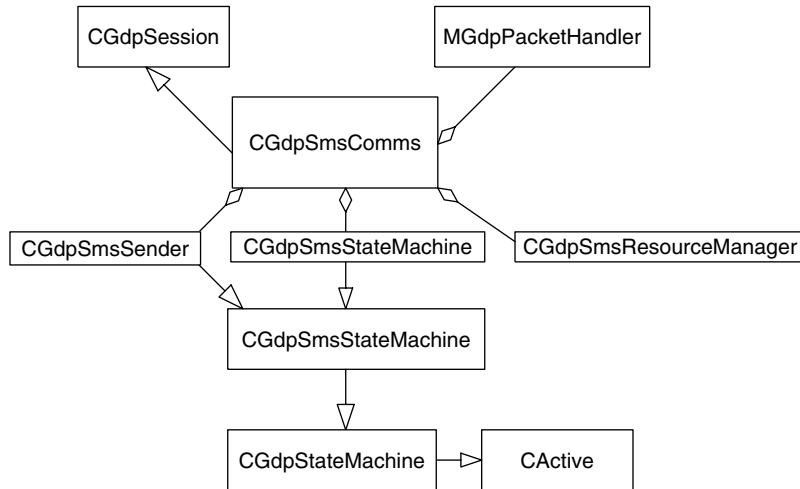 CGdpSession
MGdpPacketHandler
CGdpSmsComms
CGdpSmsSender
CGdpSmsStateMachine
CGdpSmsResourceManager
CGdpSmsStateMachine
CGdpStateMachine
CActive